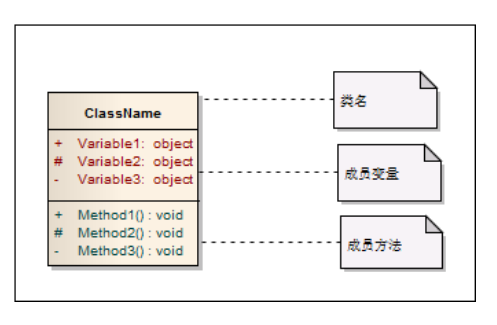 ClassName
+ Variable1: object
# Variable2: object
- Variable3: object
+ Method1() : void
# Method2() : void
- Method3() : void
类名
成员变量
成员方法